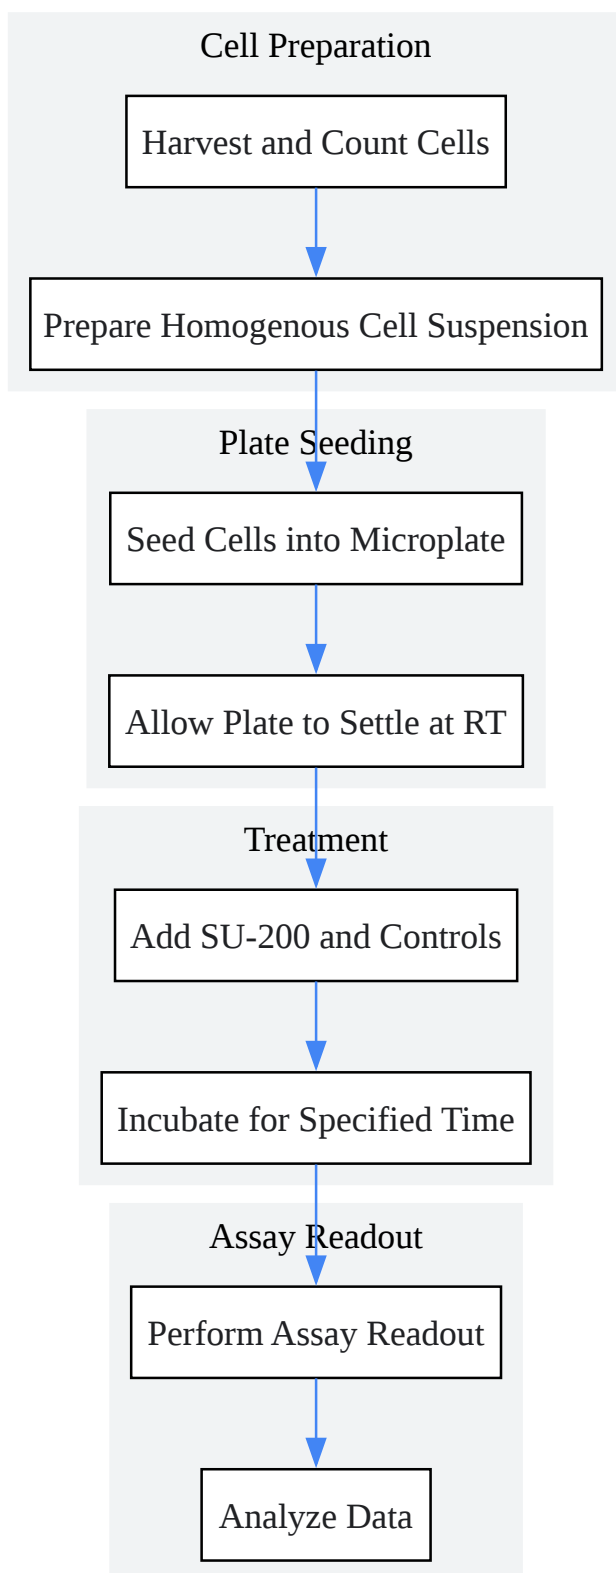 Cell Preparation
Harvest and Count Cells
Prepare Homogenous Cell Suspension
Plate Seeding
Seed Cells into Microplate
Allow Plate to Settle at RT
Treatment
Add SU-200 and Controls
Incubate for Specified Time
Assay Readout
Perform Assay Readout
Analyze Data